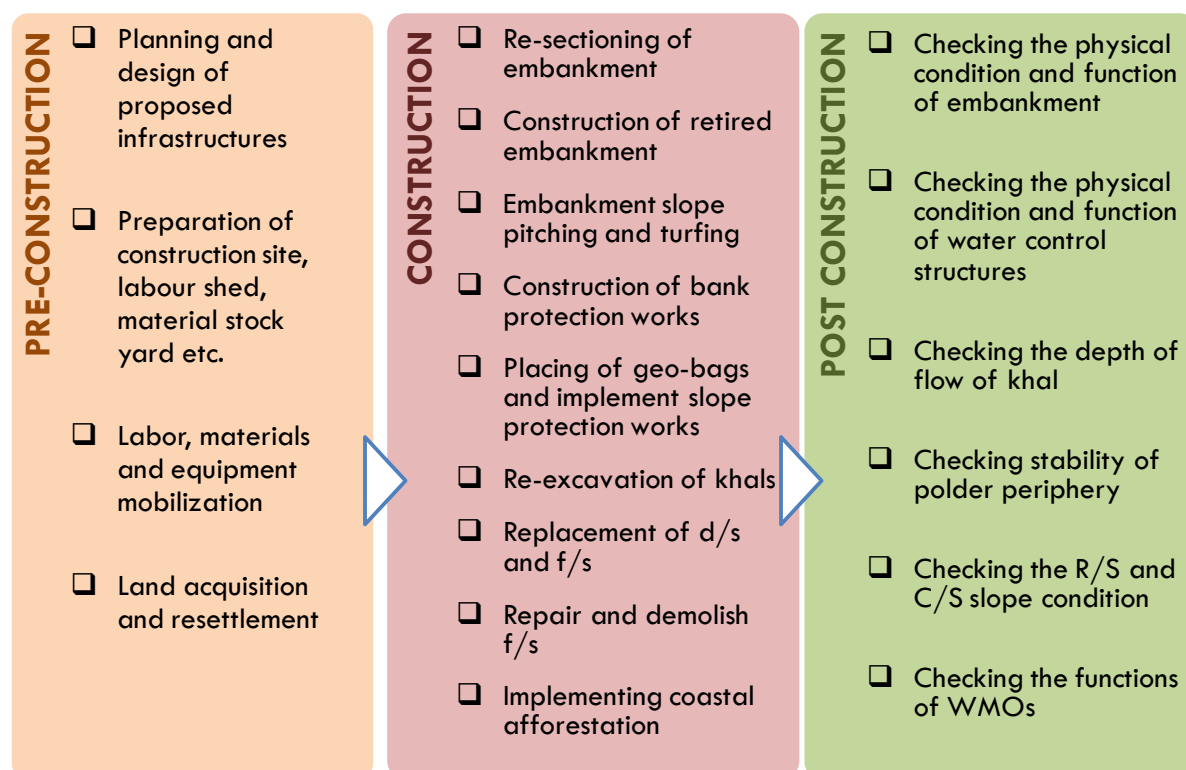 PRE-CONSTRUCTION
❑ Planning and
design of
proposed
infrastructures
❑ Preparation of
construction site,
labour shed,
material stock
yard etc.
❑ Labor, materials
and equipment
mobilization
❑ Land acquisition
and resettlement
CONSTRUCTION
❑ Re-sectioning of
embankment
❑ Construction of retired
embankment
❑ Embankment slope
pitching and turfing
❑ Construction of bank
protection works
❑ Placing of geo-bags
and implement slope
protection works
❑ Re-excavation of khals
❑ Replacement of d/s
and f/s
❑ Repair and demolish
f/s
❑ Implementing coastal
afforestation
POST CONSTRUCTION
❑ Checking the physical
condition and function
of embankment
❑ Checking the physical
condition and function
of water control
structures
❑ Checking the depth of
flow of khal
❑ Checking stability of
polder periphery
❑ Checking the R/S and
C/S slope condition
❑ Checking the functions
of WMOs